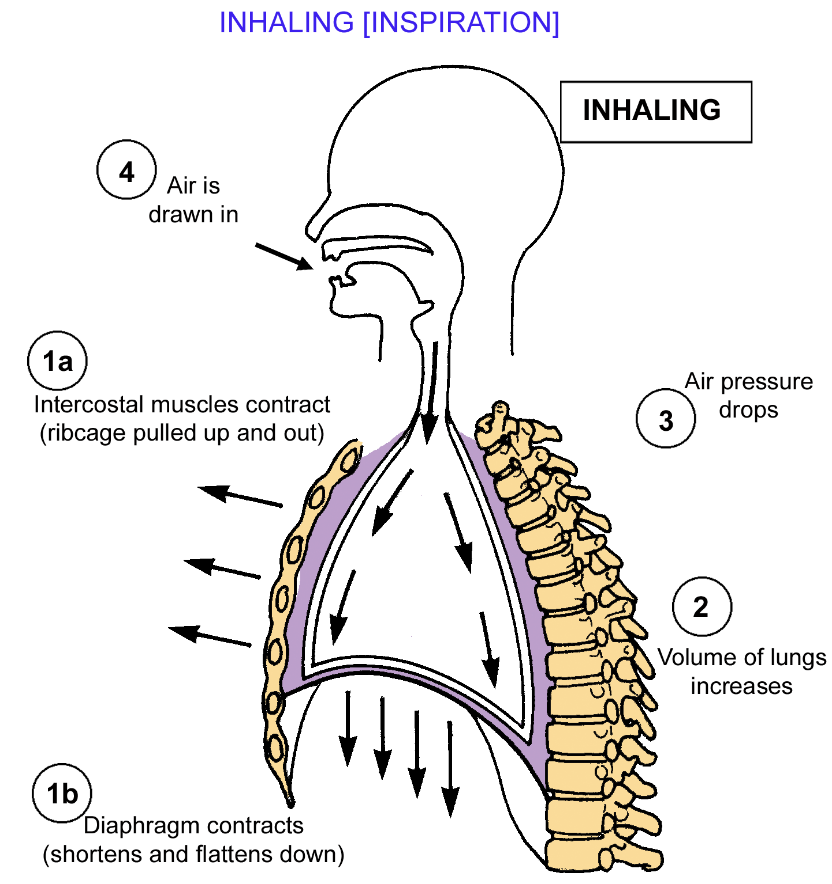 INHALING [INSPIRATION]
INHALING
4
Air is
drawn in
1a
Intercostal muscles contract
(ribcage pulled up and out)
Air pressure
drops
3
2
Volume of lungs
increases
1b
Diaphragm contracts
(shortens and flattens down)